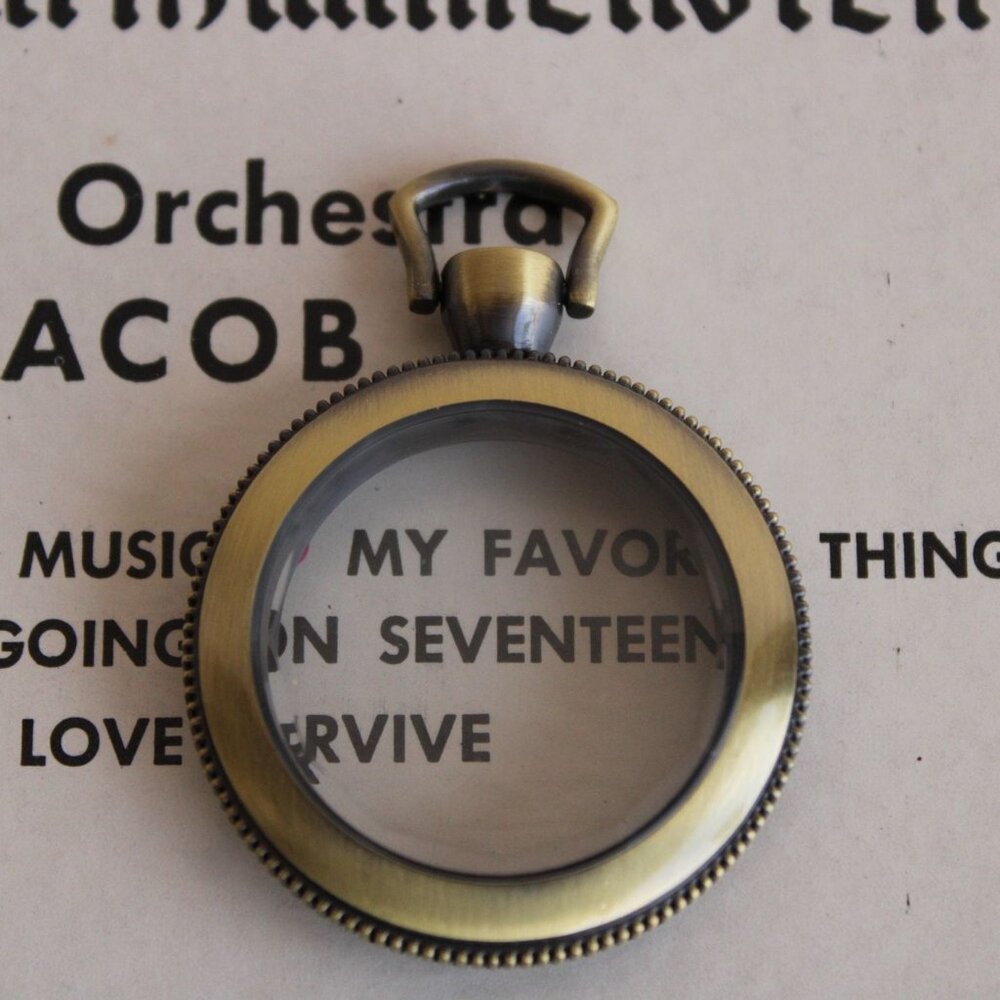 Orchestra
ACOB
MUSIC MY FAVOR THING
GOING ON SEVENTEEN
LOVE RVIVE